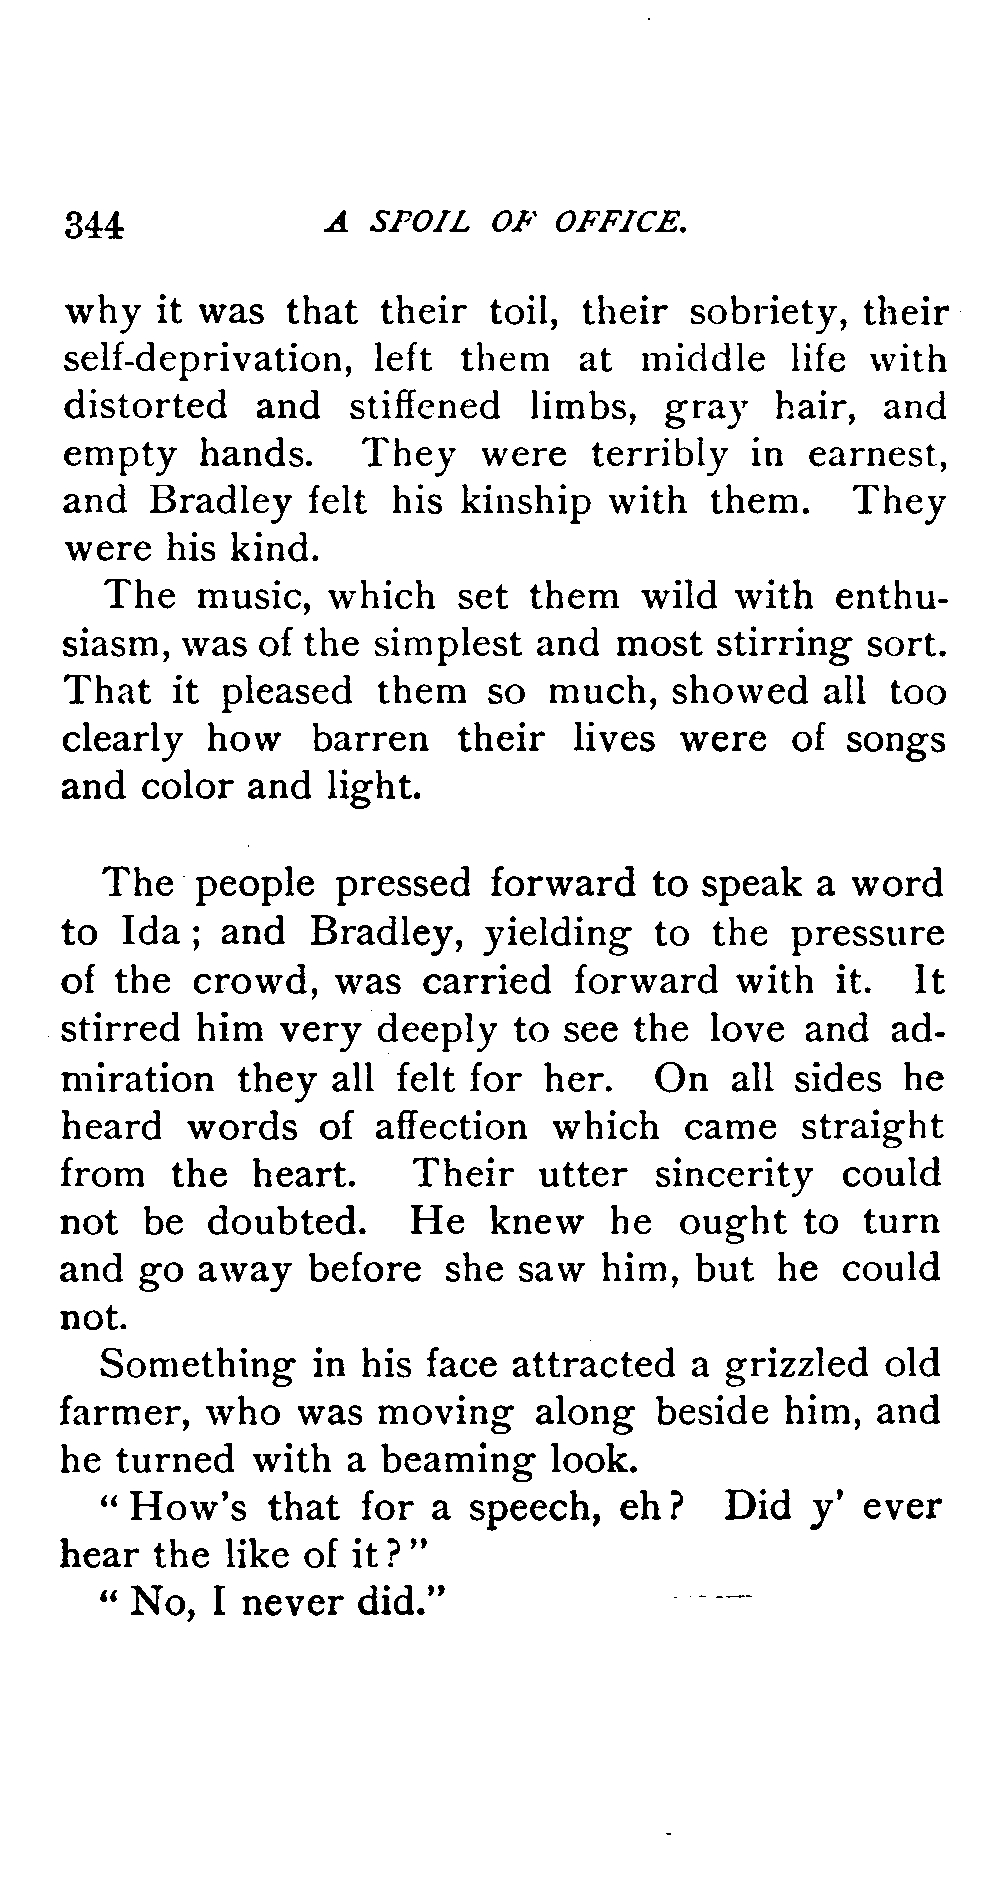 344 A SPOIL OF OFFICE.
why it was that their toil, their sobriety, their
self-deprivation, left them at middle life with
distorted and stiffened limbs, gray hair, and
empty hands. They were terribly in earnest,
and Bradley felt his kinship with them. They
were his kind.
The music, which set them wild with enthu-
siasm, was of the simplest and most stirring sort.
That it pleased them so much, showed all too
clearly how barren their lives were of songs
and color and light.
The people pressed forward to speak a word
to Ida; and Bradley, yielding to the pressure
of the crowd, was carried forward with it. It
stirred him very deeply to see the love and ad-
miration they all felt for her. On all sides he
heard words of affection which came straight
from the heart. Their utter sincerity could
not be doubted. He knew he ought to turn
and go away before she saw him, but he could
not.
Something in his face attracted a grizzled old
farmer, who was moving along beside him, and
he turned with a beaming look.
"How's that for a speech, eh? Did y' ever
hear the like of it?"
"No, I never did."